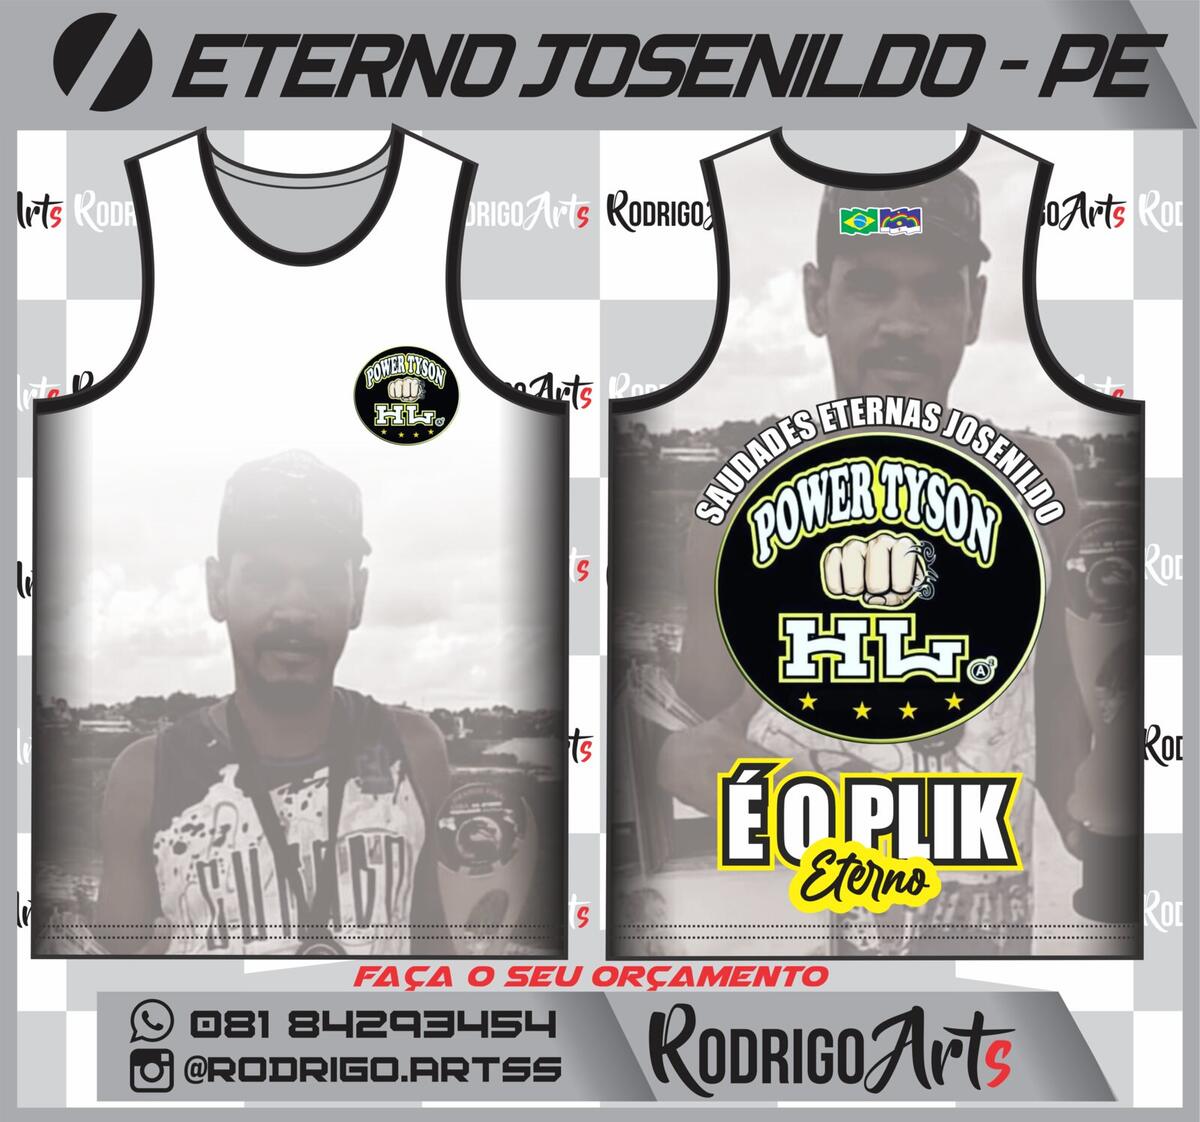 ETERNO JOSENILDO - PE
RODRIGOArts
POWER TYSON
HL
SAUDADES ETERNAS JOSENILDO
POWER TYSON
HL
A
É O PLIK
Eterno
FAÇA O SEU ORÇAMENTO
081 84293454
@RODRIGO.ARTSS
RODRIGOArts